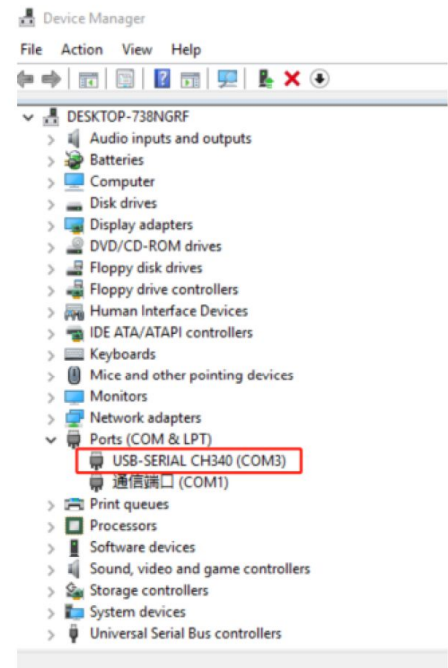 Device Manager
File Action View Help
DESKTOP-738NGRF
Audio inputs and outputs
Batteries
Computer
Disk drives
Display adapters
DVD/CD-ROM drives
Floppy disk drives
Floppy drive controllers
Human Interface Devices
IDE ATA/ATAPI controllers
Keyboards
Mice and other pointing devices
Monitors
Network adapters
Ports (COM & LPT)
USB-SERIAL CH340 (COM3)
通信端口 (COM1)
Print queues
Processors
Software devices
Sound, video and game controllers
Storage controllers
System devices
Universal Serial Bus controllers